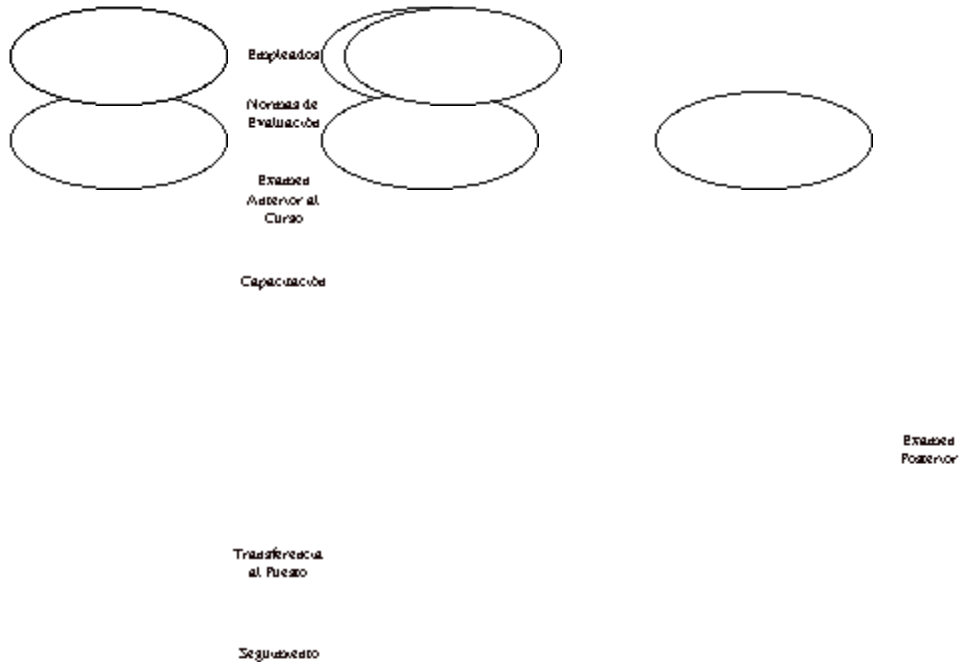 Empleados
Normas de
Evaluación
Examen
Anterior al
Curso
Capacitación
Examen
Posterior
Transferencia
al Puesto
Seguimiento